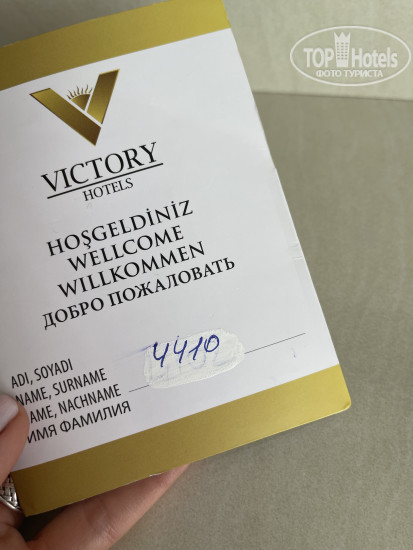 TOP Hotels
ФОТО ТУРИСТА
VICTORY
HOTELS
HOŞGELDİNİZ
WELLCOME
WILLKOMMEN
ДОБРО ПОЖАЛОВАТЬ
4410
ADI, SOYADI
NAME, SURNAME
NAME, NACHNAME
ИМЯ ФАМИЛИЯ